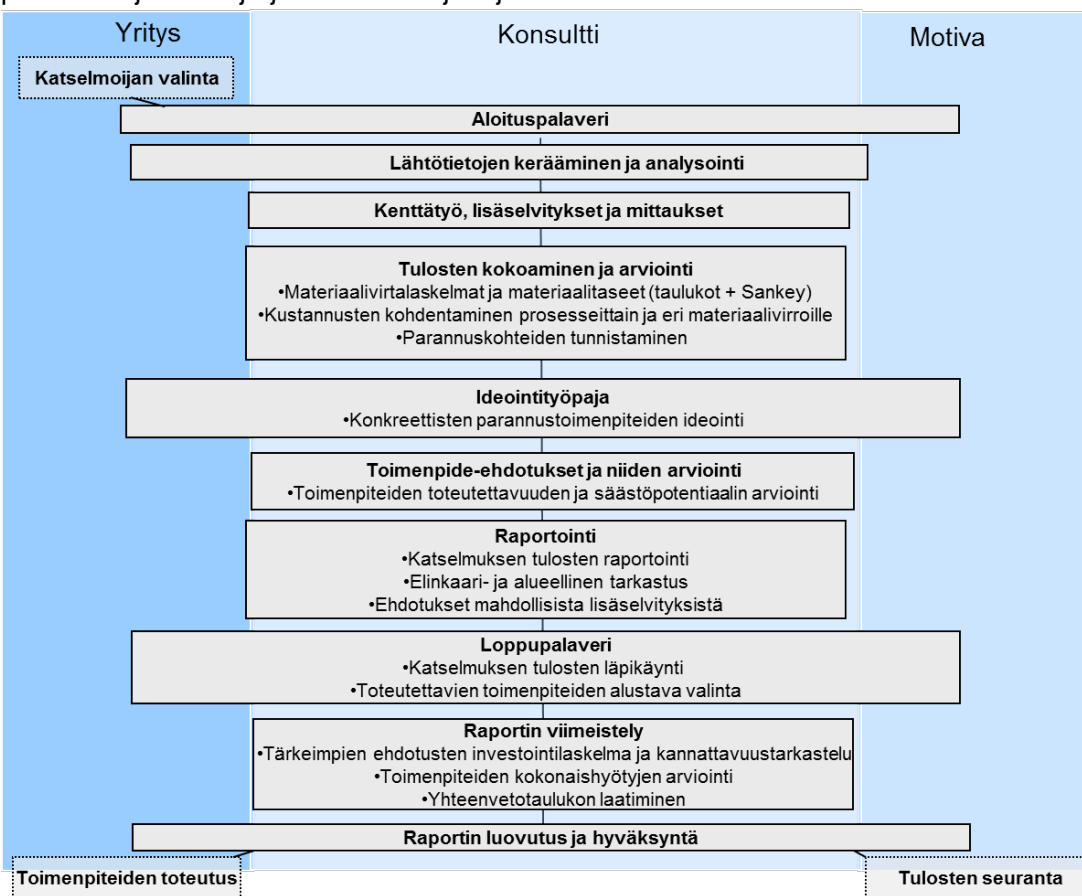 Yritys
Konsultti
Motiva
Katselmoijan valinta
Aloituspalaveri
Lähtötietojen kerääminen ja analysointi
Kenttätyö, lisäselvitykset ja mittaukset
Tulosten kokoaminen ja arviointi
•Materiaalivirtalaskelmat ja materiaalitaseet (taulukot + Sankey)
•Kustannusten kohdentaminen prosesseittain ja eri materiaalivirroille
•Parannuskohteiden tunnistaminen
Ideointityöpaja
•Konkreettisten parannustoimenpiteiden ideointi
Toimenpide-ehdotukset ja niiden arviointi
•Toimenpiteiden toteutettavuuden ja säästöpotentiaalin arviointi
Raportointi
•Katselmuksen tulosten raportointi
•Elinkaari- ja alueellinen tarkastus
•Ehdotukset mahdollisista lisäselvityksistä
Loppupalaveri
•Katselmuksen tulosten läpikäynti
•Toteutettavien toimenpiteiden alustava valinta
Raportin viimeistely
•Tärkeimpien ehdotusten investointilaskelma ja kannattavuustarkastelu
•Toimenpiteiden kokonaishyötyjen arviointi
•Yhteenvetotaulukon laatiminen
Raportin luovutus ja hyväksyntä
Toimenpiteiden toteutus
Tulosten seuranta